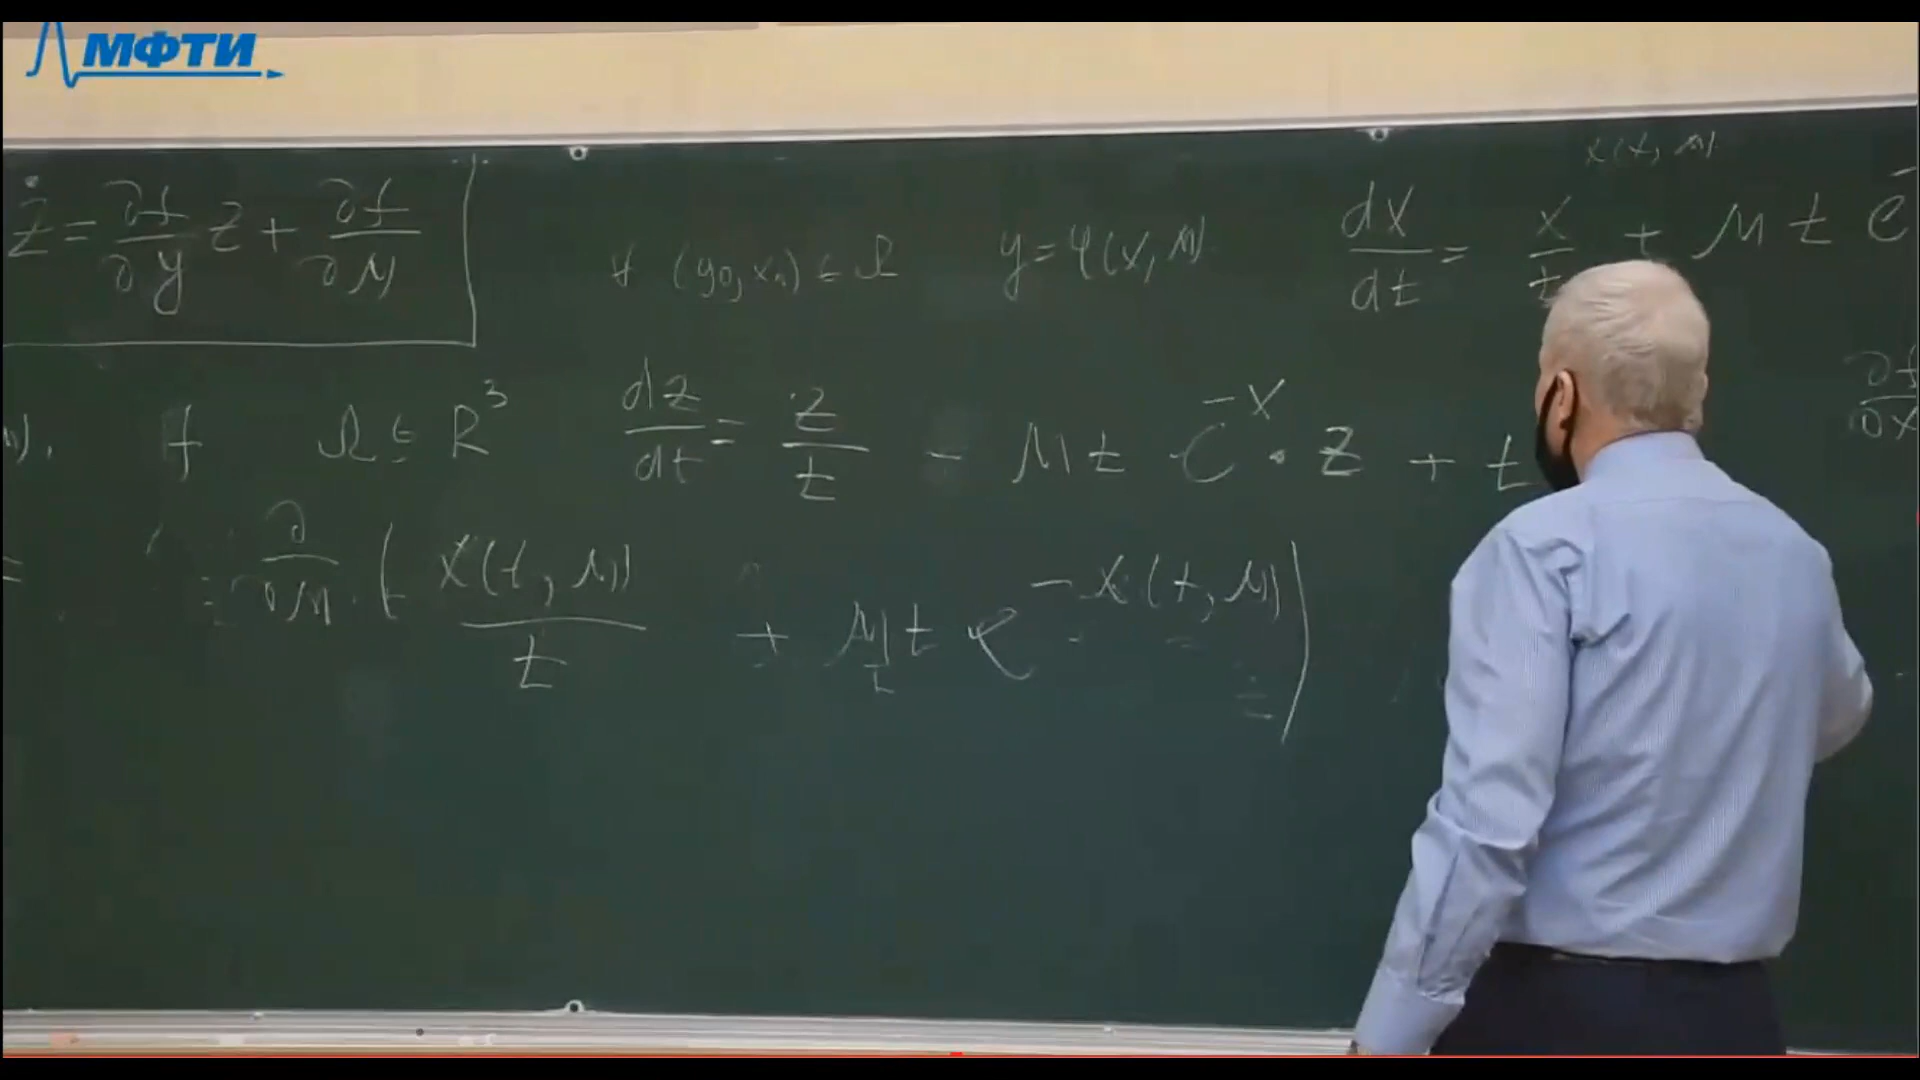 МФТИ
x(t, μ)
ż = ∂f/∂y z + ∂f/∂μ
∀ (y₀, x₀) ∈ Ω
y = φ(x, μ)
dx/dt = x/t + μ t e⁻
∂f/∂x
Ω ⊆ R³
dz/dt = z/t - μ t e^{-x} · z + t
= ∂/∂μ ( x(t, μ)/t + μ t e^{-x(t, μ)} )